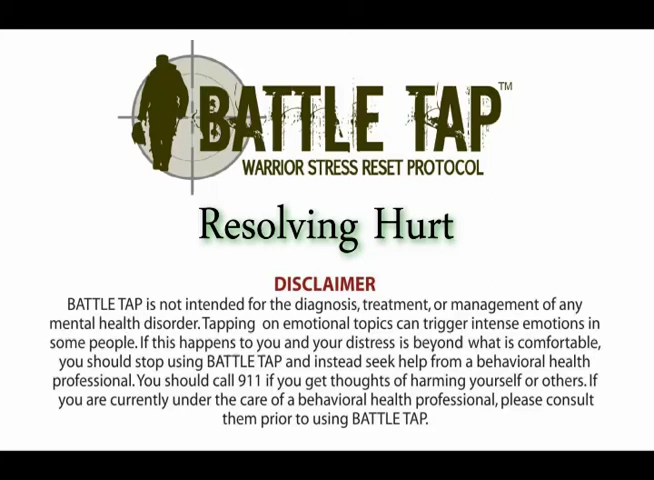 BATTLE TAP™
WARRIOR STRESS RESET PROTOCOL
Resolving Hurt
DISCLAIMER
BATTLE TAP is not intended for the diagnosis, treatment, or management of any
mental health disorder. Tapping on emotional topics can trigger intense emotions in
some people. If this happens to you and your distress is beyond what is comfortable,
you should stop using BATTLE TAP and instead seek help from a behavioral health
professional. You should call 911 if you get thoughts of harming yourself or others. If
you are currently under the care of a behavioral health professional, please consult
them prior to using BATTLE TAP.